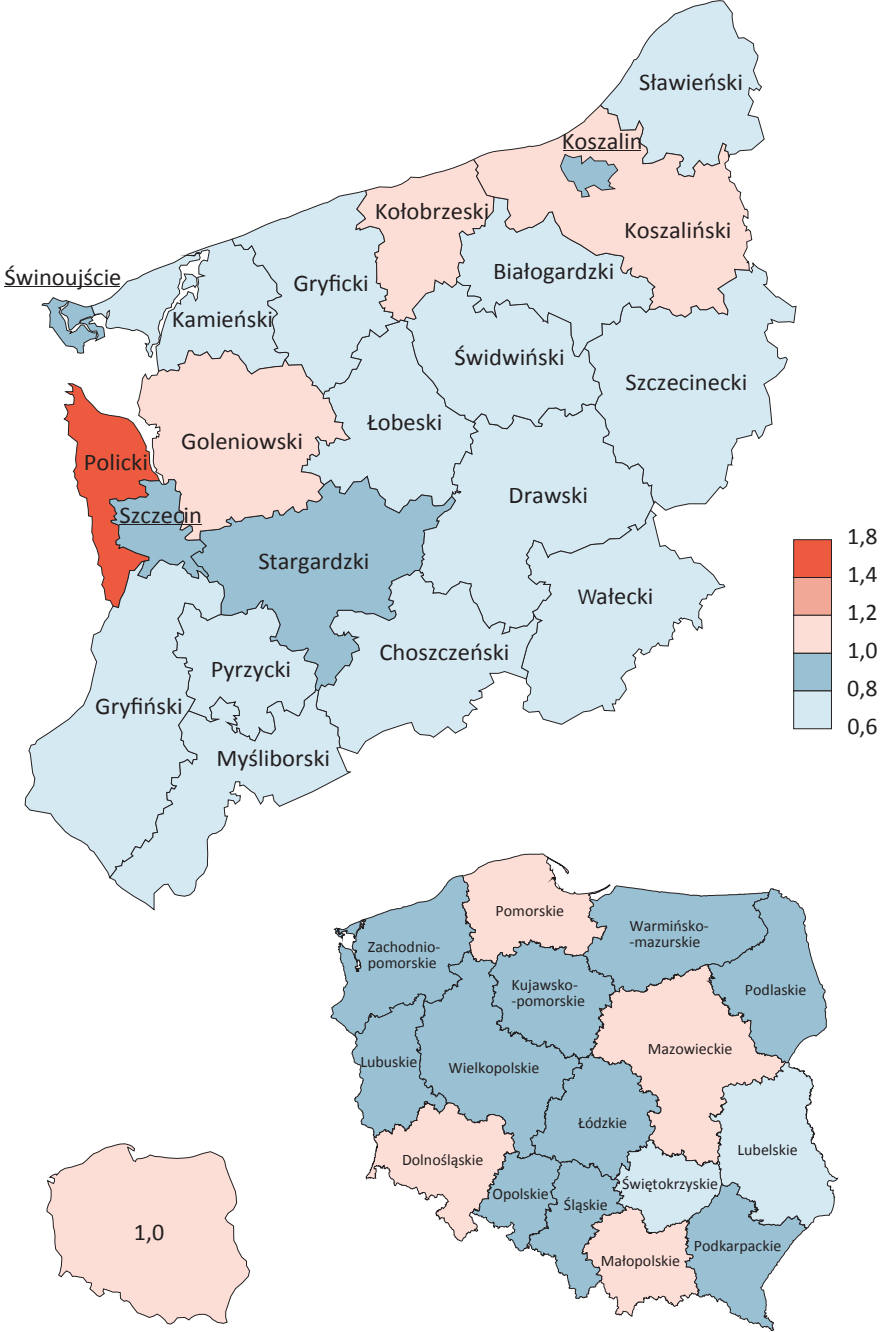 Sławieński
Koszalin
Kołobrzeski
Koszaliński
Białogardzki
Świnoujście
Gryficki
Kamieński
Świdwiński
Szczecinecki
Łobeski
Goleniowski
Policki
Drawski
Szczecin
Stargardzki
Wałecki
Choszczeński
Pyrzycki
Gryfiński
Myśliborski
1,8
1,4
1,2
1,0
0,8
0,6
Pomorskie
Warmińsko-
-mazurskie
Zachodnio-
pomorskie
Kujawsko-
-pomorskie
Podlaskie
Mazowieckie
Lubuskie
Wielkopolskie
Łódzkie
Lubelskie
Dolnośląskie
Świętokrzyskie
Opolskie
Śląskie
Podkarpackie
Małopolskie
1,0